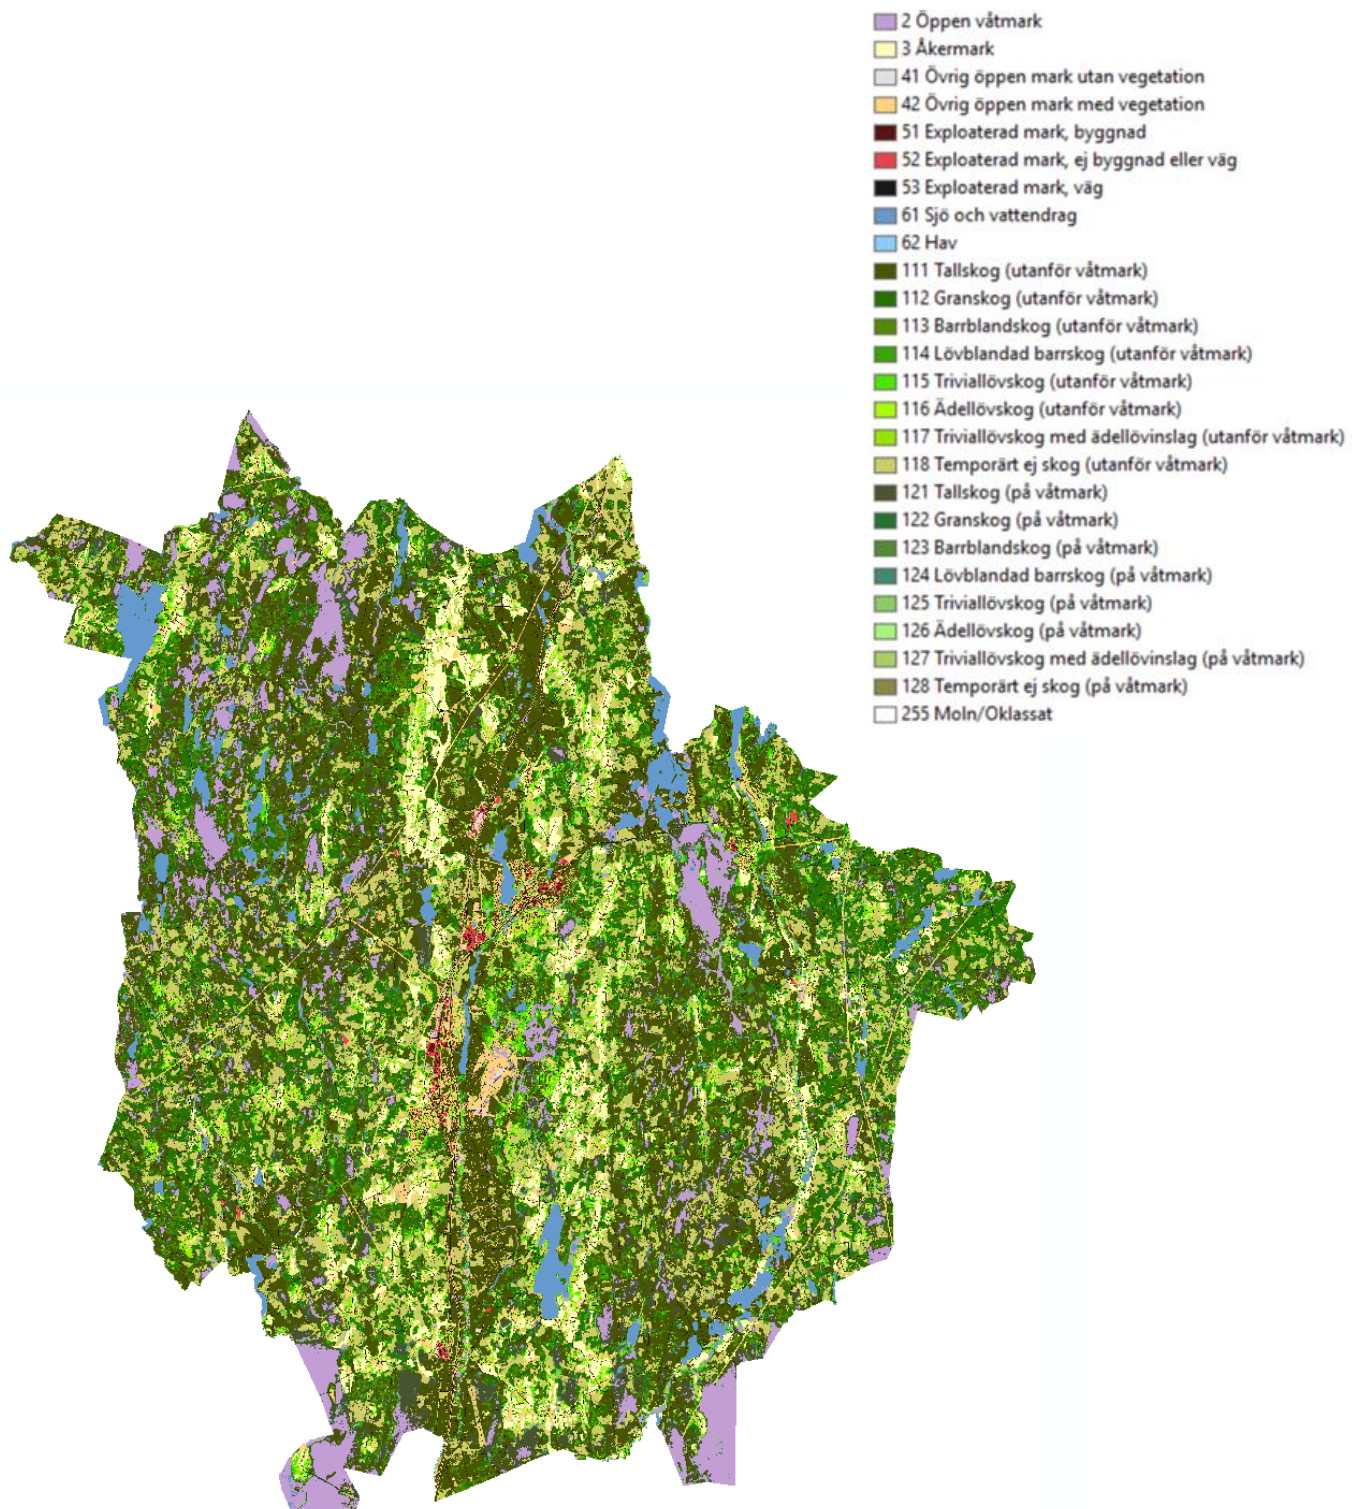 2 Öppen våtmark
3 Åkermark
41 Övrig öppen mark utan vegetation
42 Övrig öppen mark med vegetation
51 Exploaterad mark, byggnad
52 Exploaterad mark, ej byggnad eller väg
53 Exploaterad mark, väg
61 Sjö och vattendrag
62 Hav
111 Tallskog (utanför våtmark)
112 Granskog (utanför våtmark)
113 Barrblandskog (utanför våtmark)
114 Lövblandad barrskog (utanför våtmark)
115 Triviallövskog (utanför våtmark)
116 Ädellövskog (utanför våtmark)
117 Triviallövskog med ädellövinslag (utanför våtmark)
118 Temporärt ej skog (utanför våtmark)
121 Tallskog (på våtmark)
122 Granskog (på våtmark)
123 Barrblandskog (på våtmark)
124 Lövblandad barrskog (på våtmark)
125 Triviallövskog (på våtmark)
126 Ädellövskog (på våtmark)
127 Triviallövskog med ädellövinslag (på våtmark)
128 Temporärt ej skog (på våtmark)
255 Moln/Oklassat